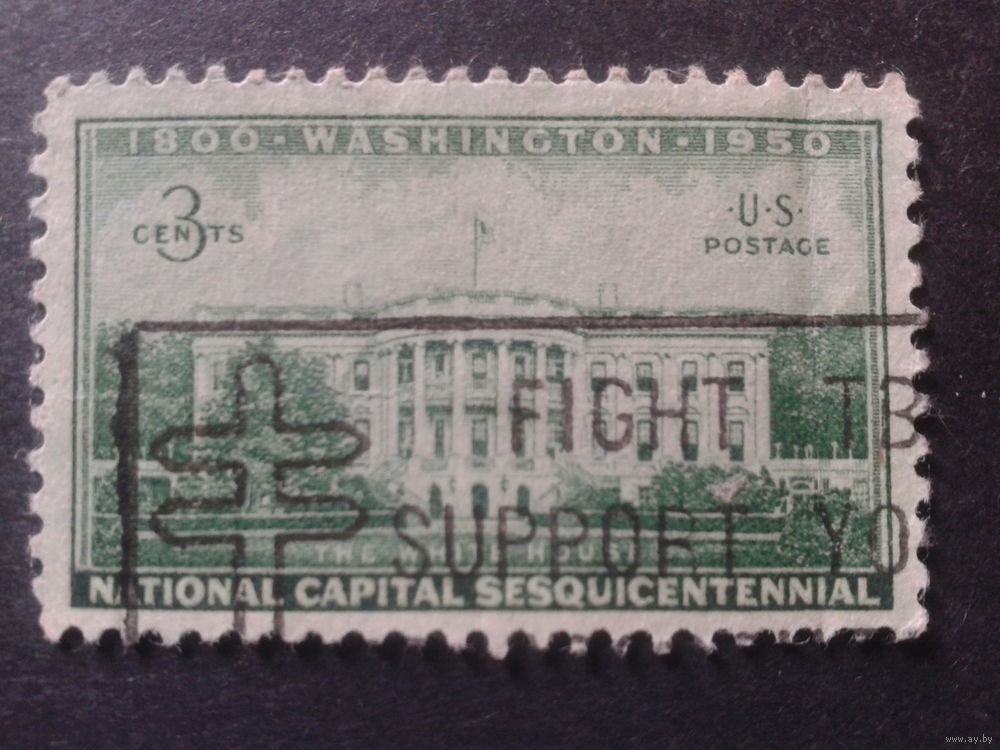 1800 · WASHINGTON · 1950
3 CENTS
· U · S ·
POSTAGE
FIGHT TB
SUPPORT YO
THE WHITE HOUSE
NATIONAL CAPITAL SESQUICENTENNIAL
www.ay.by